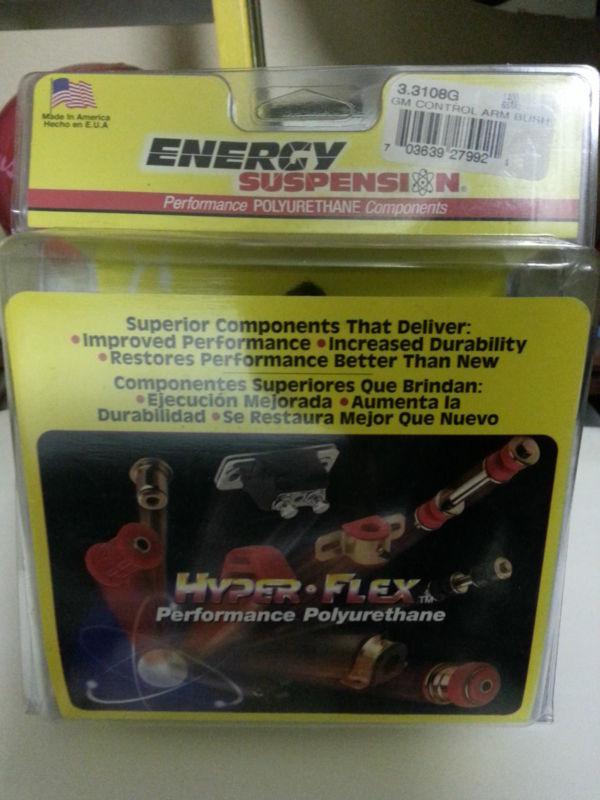 Made in America
Hecho en E.U.A
3.3108G
GM CONTROL ARM BUSH
7 03639 27992 1
ENERGY
SUSPENSION®
Performance POLYURETHANE Components
Superior Components That Deliver:
•Improved Performance •Increased Durability
•Restores Performance Better Than New
Componentes Superiores Que Brindan:
•Ejecución Mejorada •Aumenta la
Durabilidad •Se Restaura Mejor Que Nuevo
HYPER•FLEX™
Performance Polyurethane